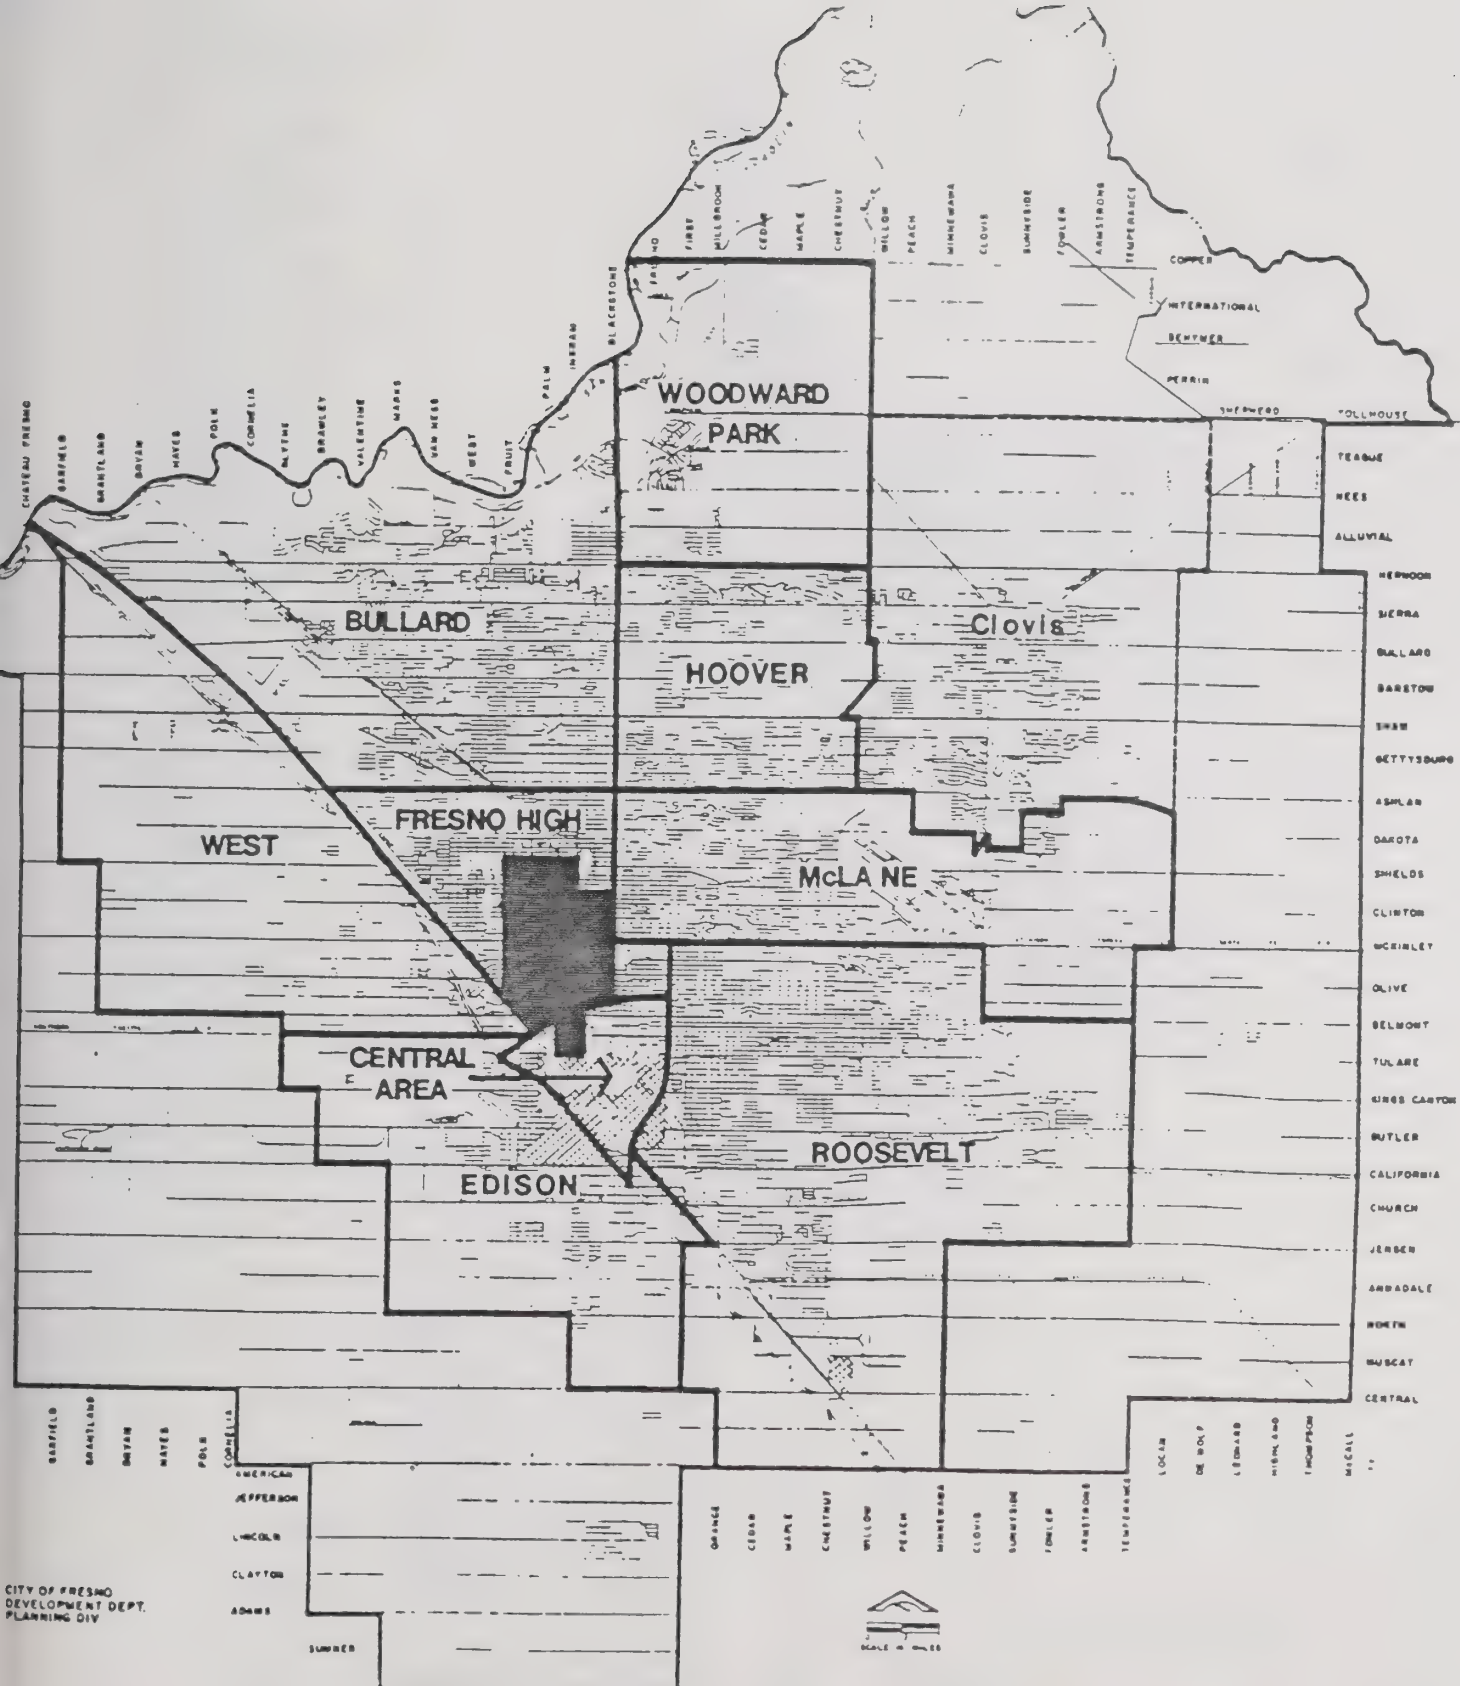 FIRST
MILLBROOK
CEDAR
MAPLE
CHESTNUT
WILLOW
PEACH
MINNEWAWA
CLOVIS
SUNNYSIDE
FOWLER
ARMSTRONG
TEMPERANCE
COPPER
INTERNATIONAL
BEHYMER
PERRIN
SHEPHERD
TOLLHOUSE
TEAGUE
NEES
ALLUVIAL
HERNDON
SIERRA
BULLARD
BARSTOW
SHAW
GETTYSBURG
ASHLAN
DAKOTA
SHIELDS
CLINTON
MCKINLEY
OLIVE
BELMONT
TULARE
KINGS CANYON
BUTLER
CALIFORNIA
CHURCH
JENSEN
ANNADALE
NORTH
MUSCAT
CENTRAL
CHATEAU FRESNO
GARFIELD
GRANTLAND
BRYAN
HAYES
POLK
CORNELIA
BLYTHE
BRAWLEY
VALENTINE
MARKS
VAN NESS
WEST
FRUIT
PALM
INGRAM
BLACKSTONE
WOODWARD
PARK
BULLARD
HOOVER
Clovis
FRESNO HIGH
WEST
McLANE
CENTRAL
AREA
ROOSEVELT
EDISON
GARFIELD
GRANTLAND
BRYAN
HAYES
POLK
CORNELIA
AMERICAN
JEFFERSON
LINCOLN
CLAYTON
ADAMS
SUMNER
ORANGE
CEDAR
MAPLE
CHESTNUT
WILLOW
PEACH
MINNEWAWA
CLOVIS
SUNNYSIDE
FOWLER
ARMSTRONG
TEMPERANCE
LOCAN
DE WOLF
LEONARD
HIGHLAND
THOMPSON
McCALL
CITY OF FRESNO
DEVELOPMENT DEPT.
PLANNING DIV
SCALE IN MILES